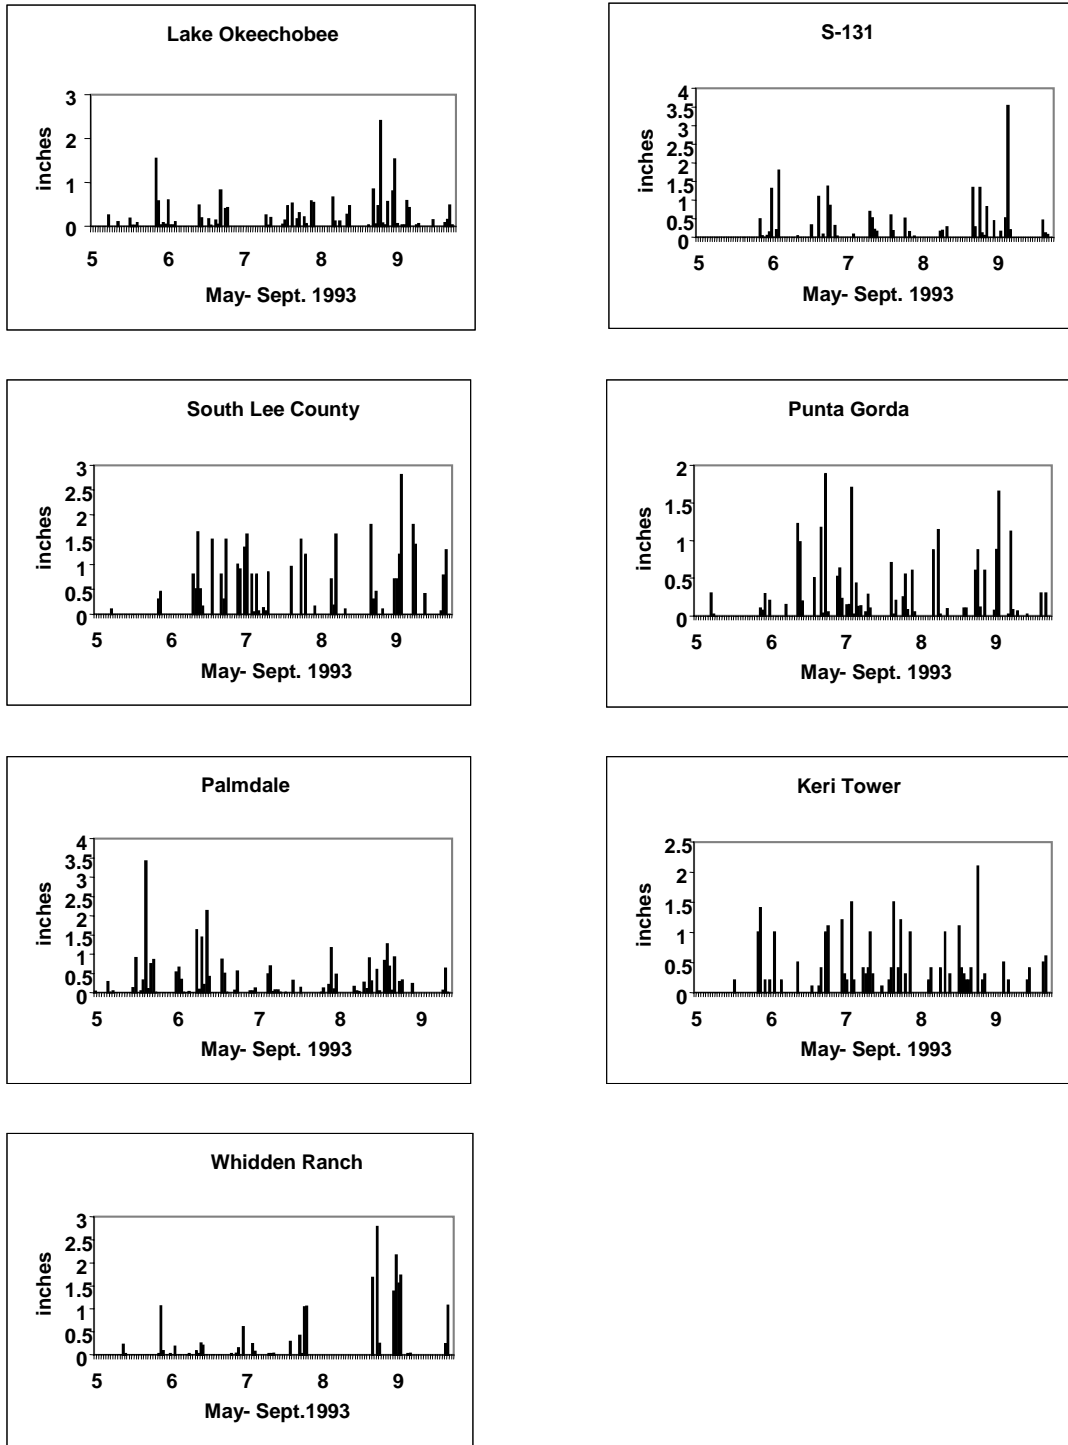 Lake Okeechobee
3
2
1
0
inches
5 6 7 8 9
May- Sept. 1993
S-131
4
3.5
3
2.5
2
1.5
1
0.5
0
inches
5 6 7 8 9
May- Sept. 1993
South Lee County
3
2.5
2
1.5
1
0.5
0
inches
5 6 7 8 9
May- Sept. 1993
Punta Gorda
2
1.5
1
0.5
0
inches
5 6 7 8 9
May- Sept. 1993
Palmdale
4
3.5
3
2.5
2
1.5
1
0.5
0
inches
5 6 7 8 9
May- Sept. 1993
Keri Tower
2.5
2
1.5
1
0.5
0
inches
5 6 7 8 9
May- Sept. 1993
Whidden Ranch
3
2.5
2
1.5
1
0.5
0
inches
5 6 7 8 9
May- Sept.1993